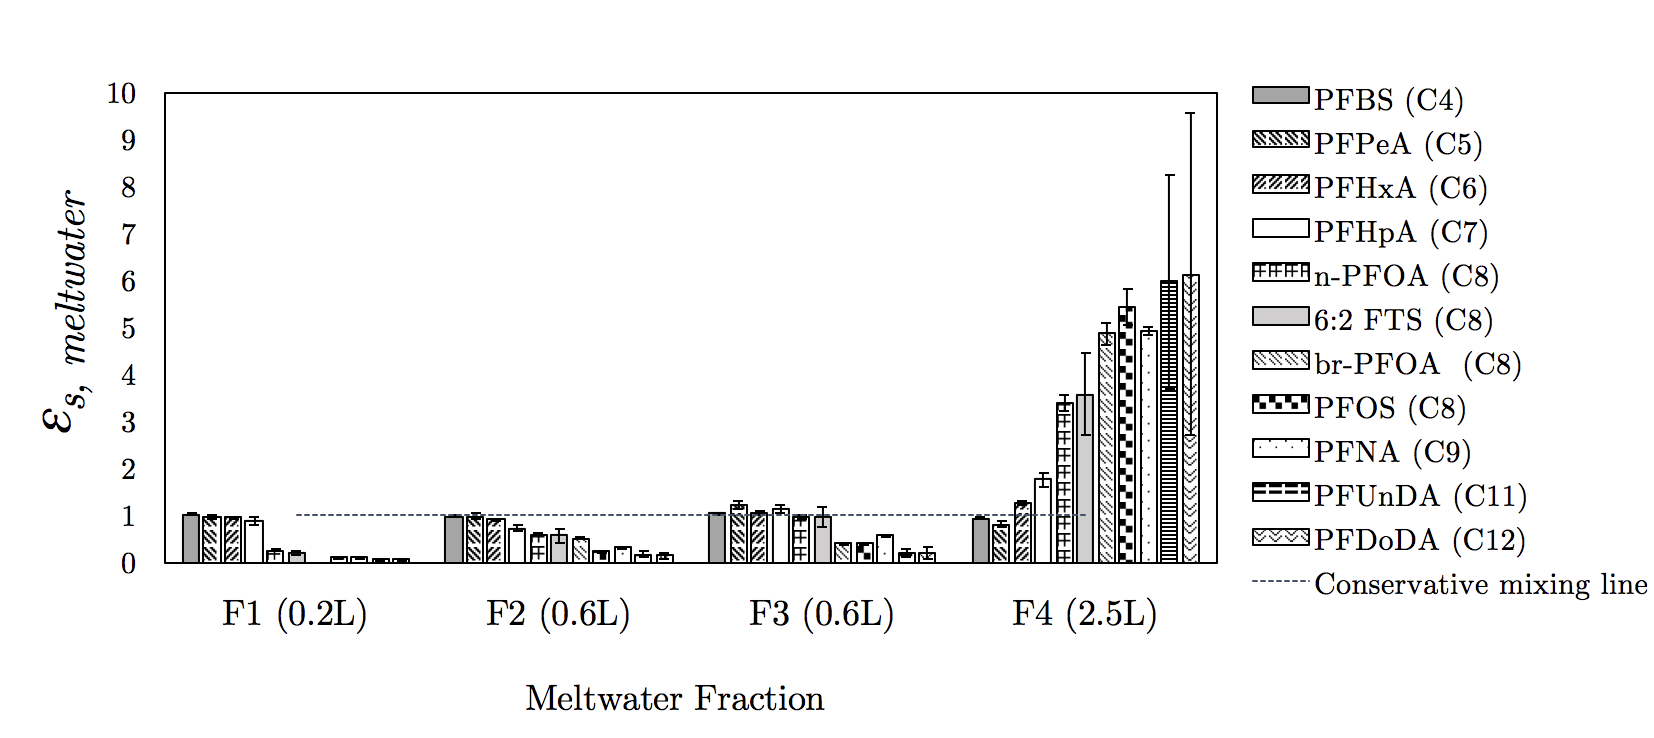 10
9
8
7
6
5
4
3
2
1
0
εs, meltwater
F1 (0.2L)
F2 (0.6L)
F3 (0.6L)
F4 (2.5L)
Meltwater Fraction
PFBS (C4)
PFPeA (C5)
PFHxA (C6)
PFHpA (C7)
n-PFOA (C8)
6:2 FTS (C8)
br-PFOA (C8)
PFOS (C8)
PFNA (C9)
PFUnDA (C11)
PFDoDA (C12)
Conservative mixing line